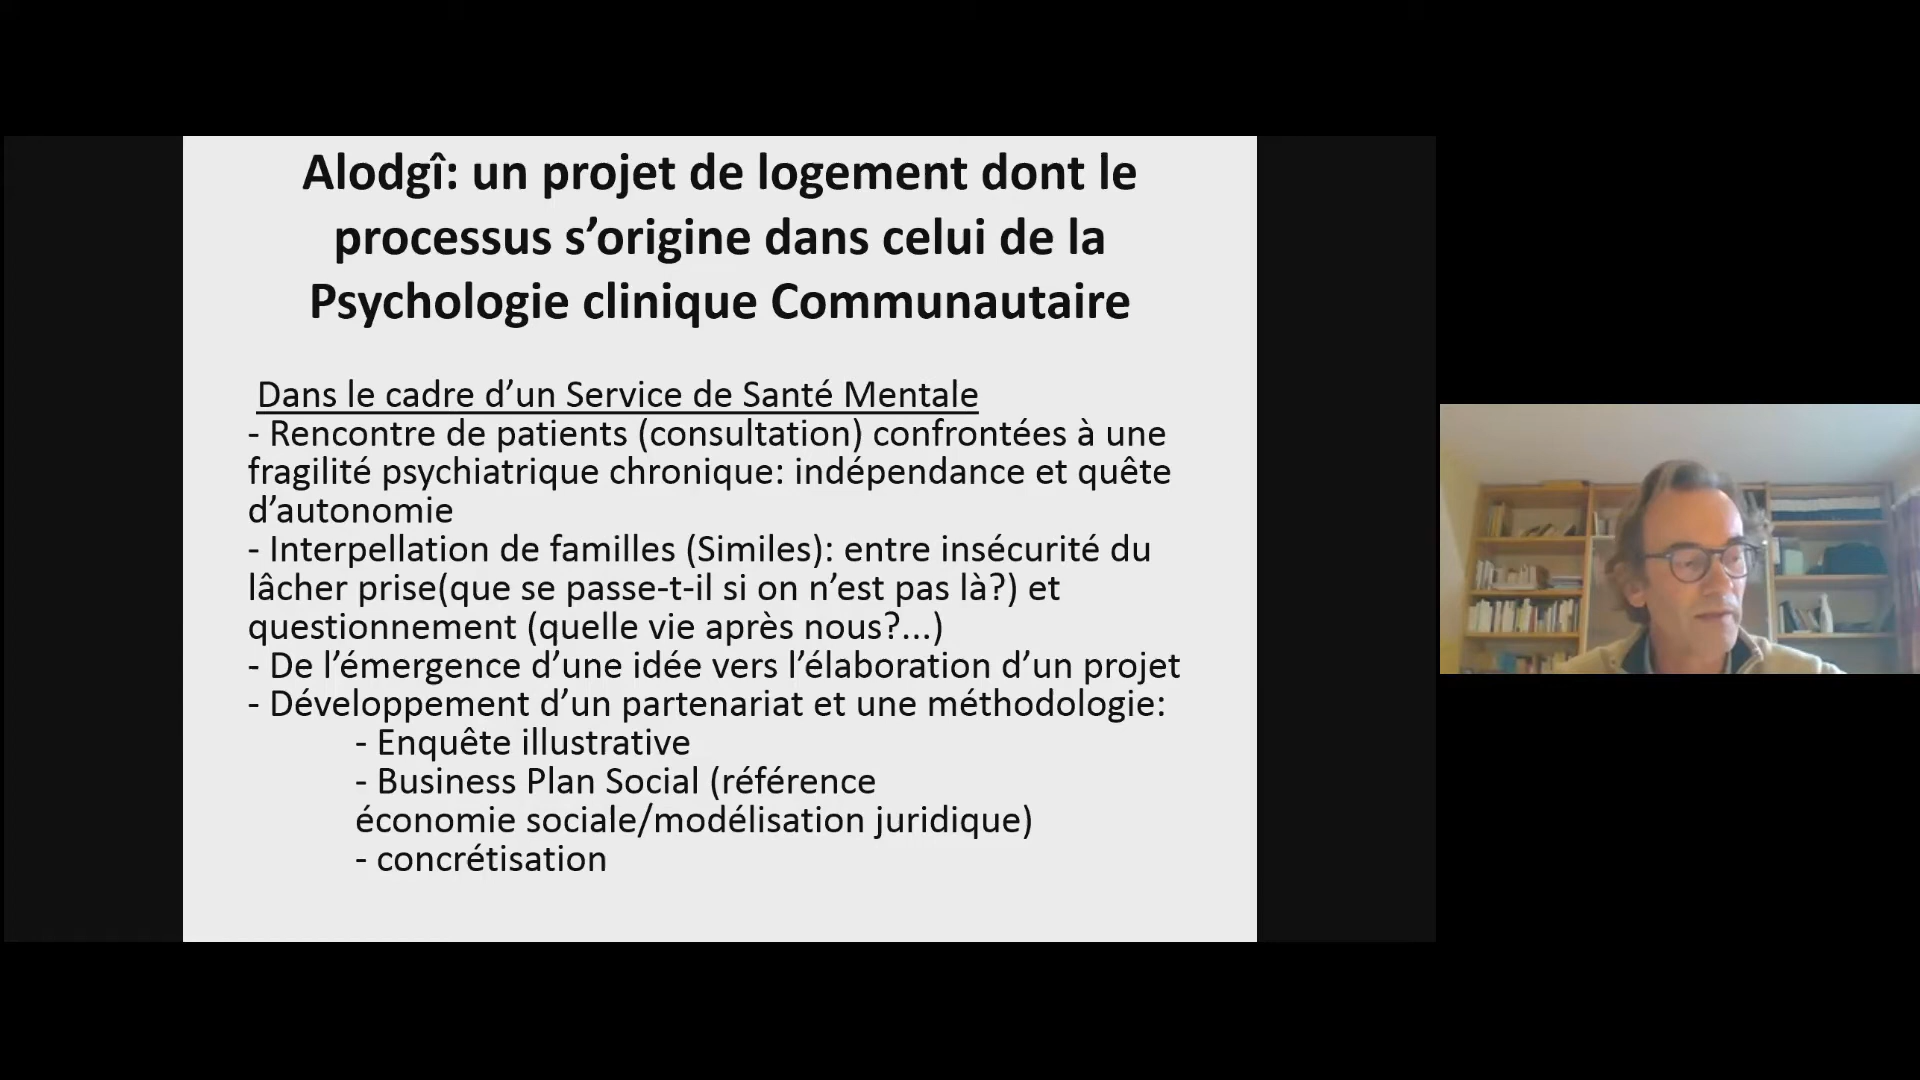 Alodgî: un projet de logement dont le
processus s’origine dans celui de la
Psychologie clinique Communautaire
Dans le cadre d’un Service de Santé Mentale
- Rencontre de patients (consultation) confrontées à une
fragilité psychiatrique chronique: indépendance et quête
d’autonomie
- Interpellation de familles (Similes): entre insécurité du
lâcher prise(que se passe-t-il si on n’est pas là?) et
questionnement (quelle vie après nous?...)
- De l’émergence d’une idée vers l’élaboration d’un projet
- Développement d’un partenariat et une méthodologie:
- Enquête illustrative
- Business Plan Social (référence
économie sociale/modélisation juridique)
- concrétisation